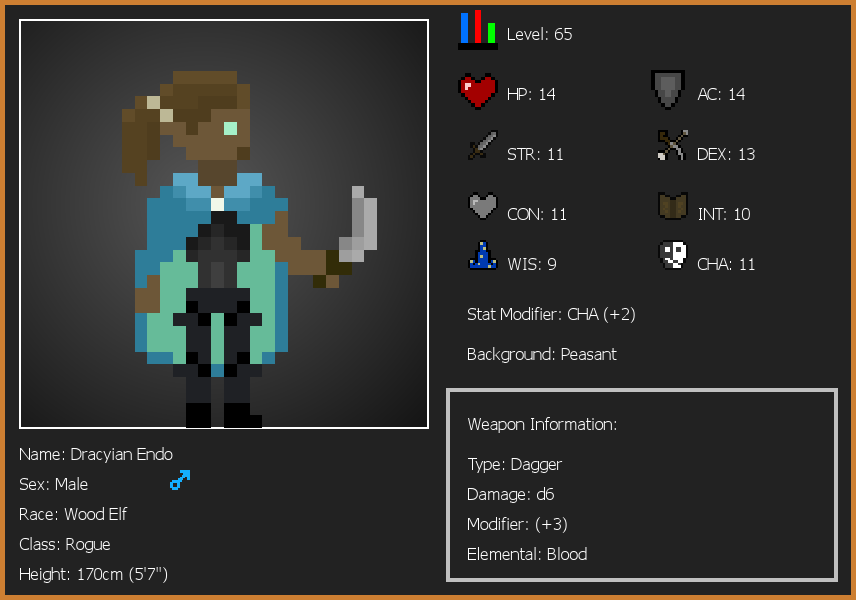 Level: 65
HP: 14
AC: 14
STR: 11
DEX: 13
CON: 11
INT: 10
WIS: 9
CHA: 11
Stat Modifier: CHA (+2)
Background: Peasant
Weapon Information:
Type: Dagger
Damage: d6
Modifier: (+3)
Elemental: Blood
Name: Dracyian Endo
Sex: Male
Race: Wood Elf
Class: Rogue
Height: 170cm (5'7")